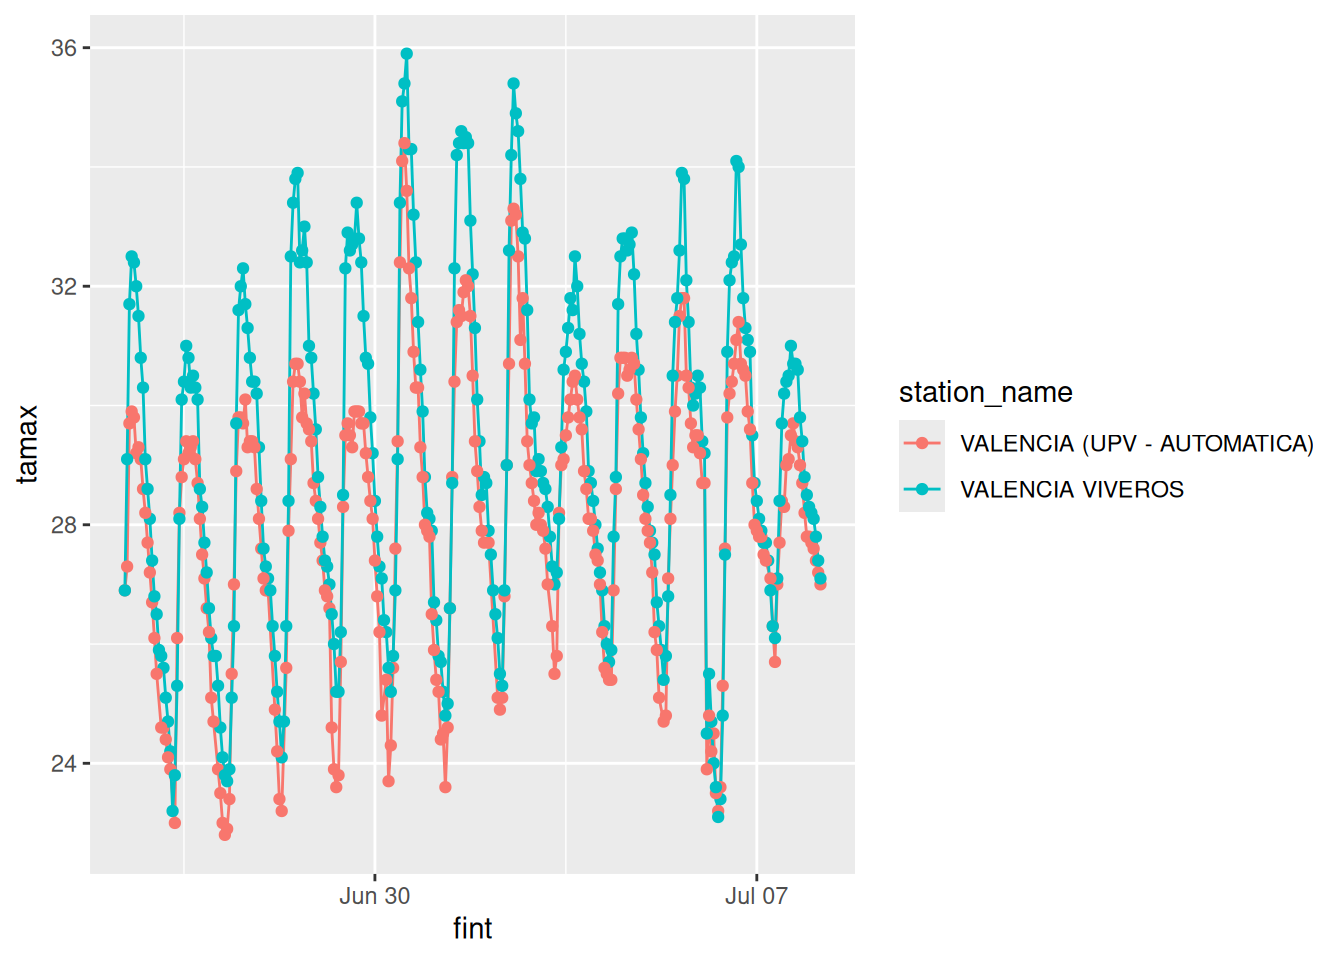 36
32
28
24
tamax
Jun 30
Jul 07
fint
station_name
VALENCIA (UPV - AUTOMATICA)
VALENCIA VIVEROS